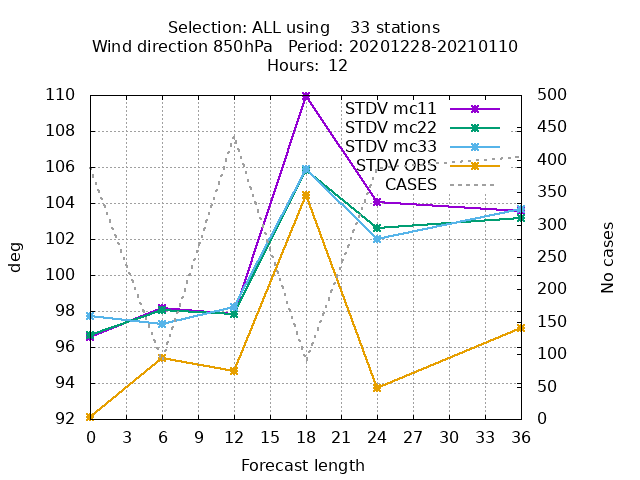 Selection: ALL using 33 stations
Wind direction 850hPa Period: 20201228-20210110
Hours: 12
110
108
106
104
102
100
98
96
94
92
deg
STDV mc11
STDV mc22
STDV mc33
STDV OBS
CASES
500
450
400
350
300
250
200
150
100
50
0
No cases
0 3 6 9 12 15 18 21 24 27 30 33 36
Forecast length